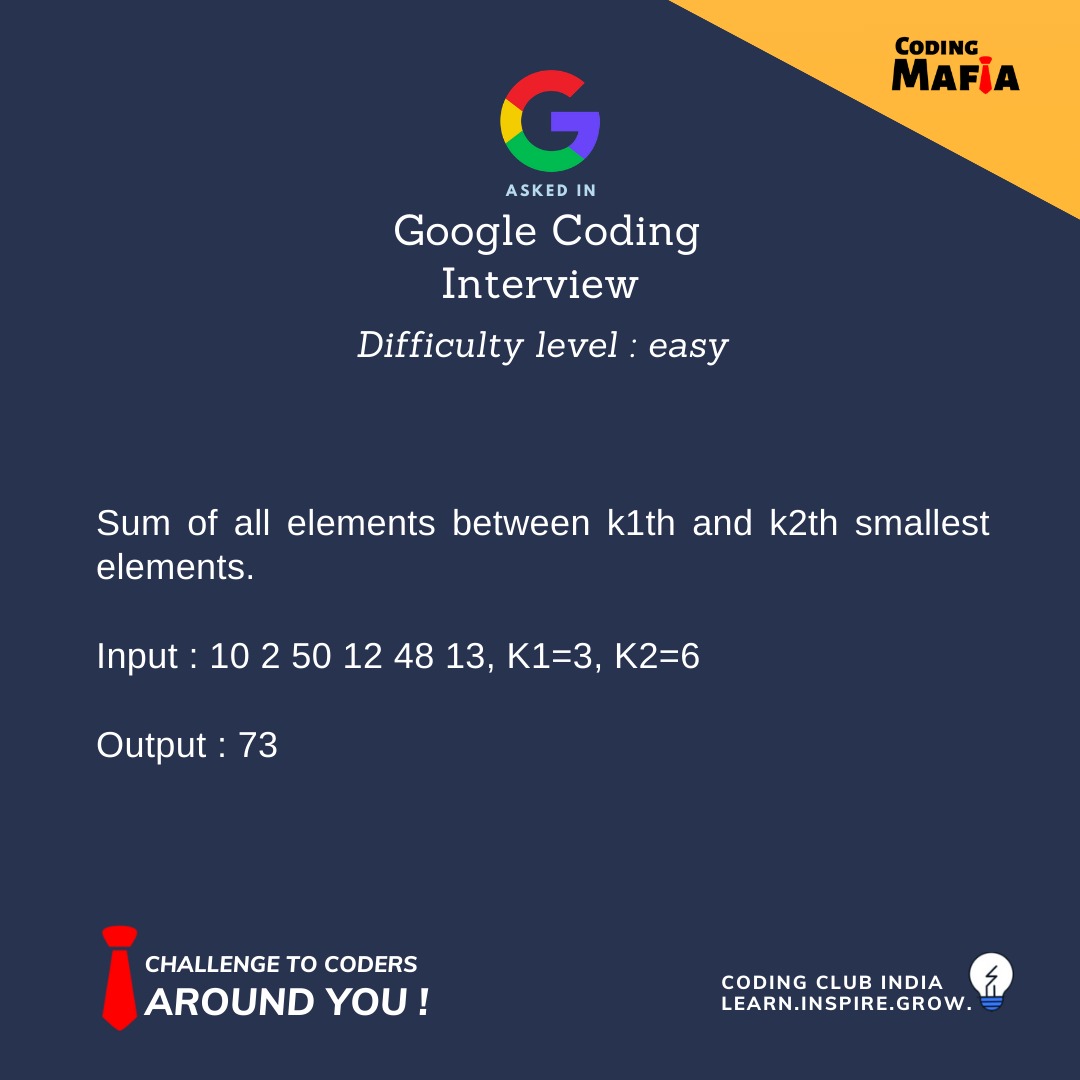 CODING
MAFIA
ASKED IN
Google Coding
Interview
Difficulty level : easy
Sum of all elements between k1th and k2th smallest
elements.
Input : 10 2 50 12 48 13, K1=3, K2=6
Output : 73
CHALLENGE TO CODERS
AROUND YOU !
CODING CLUB INDIA
LEARN.INSPIRE.GROW.